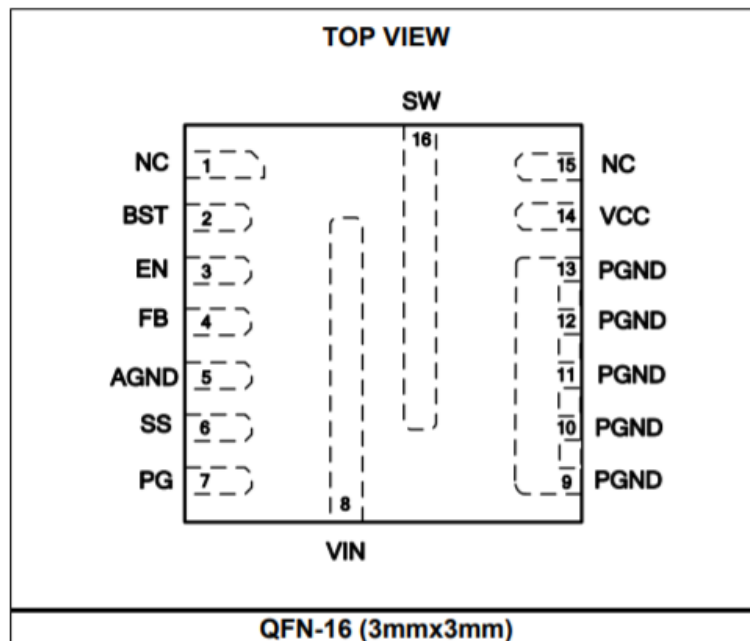 TOP VIEW
SW
16
NC 1
15 NC
BST 2
14 VCC
EN 3
13 PGND
FB 4
12 PGND
AGND 5
11 PGND
SS 6
10 PGND
PG 7
9 PGND
8
VIN
QFN-16 (3mmx3mm)